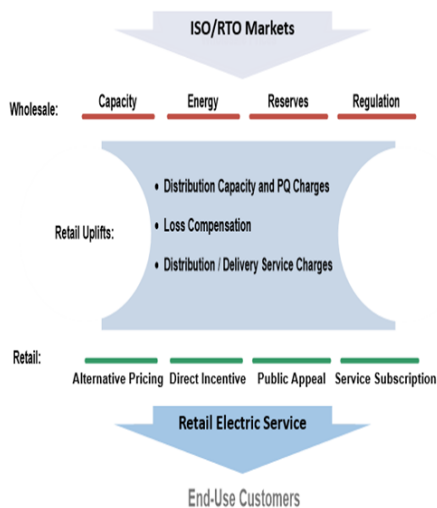 ISO/RTO Markets
Wholesale: Capacity Energy Reserves Regulation
• Distribution Capacity and PQ Charges
Retail Uplifts: • Loss Compensation
• Distribution / Delivery Service Charges
Retail:
Alternative Pricing Direct Incentive Public Appeal Service Subscription
Retail Electric Service
End-Use Customers